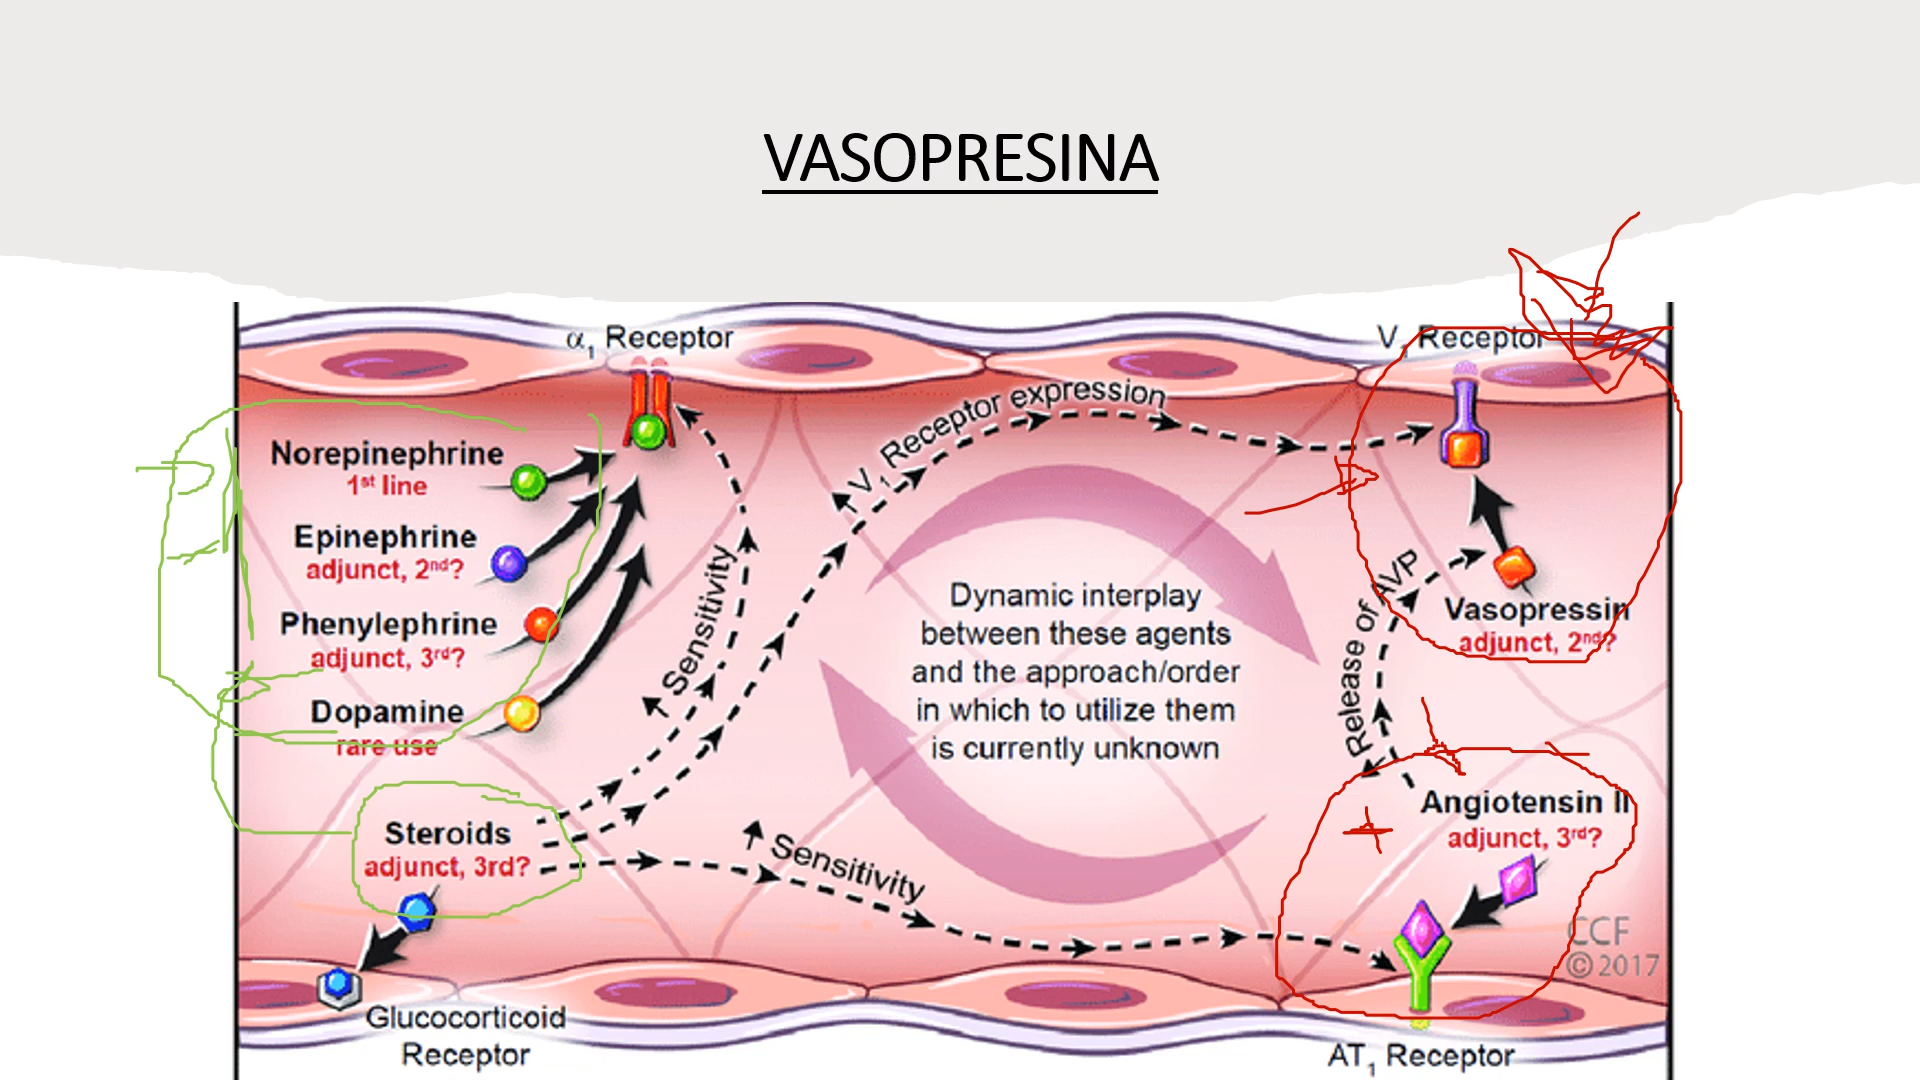 VASOPRESINA
α1 Receptor
V1 Receptor
Norepinephrine
1st line
Epinephrine
adjunct, 2nd?
Phenylephrine
adjunct, 3rd?
Dopamine
rare use
Steroids
adjunct, 3rd?
Glucocorticoid
Receptor
↑ Sensitivity
↑ V1 Receptor expression
↑ Sensitivity
Dynamic interplay
between these agents
and the approach/order
in which to utilize them
is currently unknown
Release of AVP
Vasopressin
adjunct, 2nd?
Angiotensin II
adjunct, 3rd?
CCF
©2017
AT1 Receptor